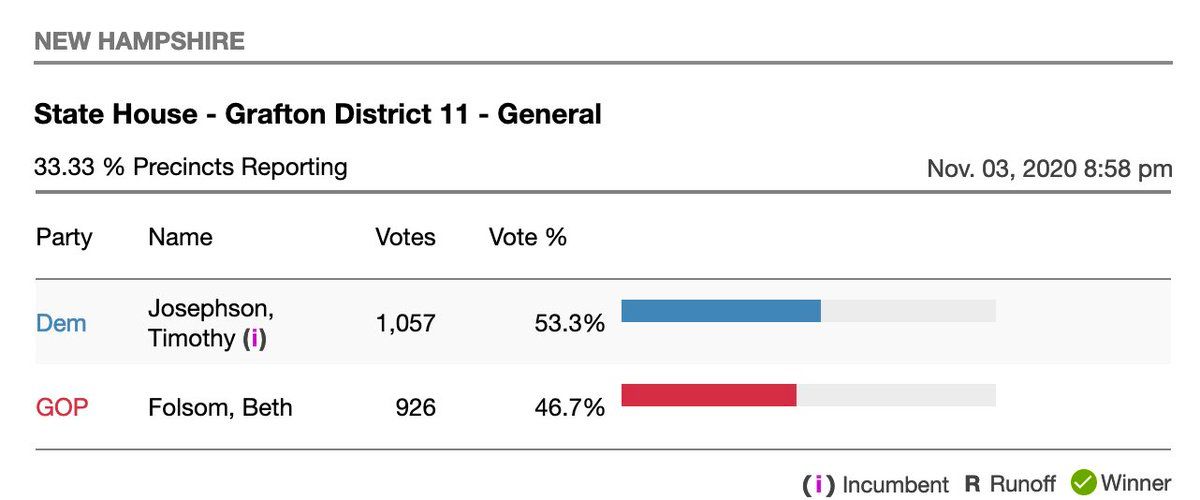 NEW HAMPSHIRE
State House - Grafton District 11 - General
33.33 % Precincts Reporting Nov. 03, 2020 8:58 pm
Party Name Votes Vote %
Dem Josephson, Timothy (i) 1,057 53.3%
GOP Folsom, Beth 926 46.7%
(i) Incumbent R Runoff Winner